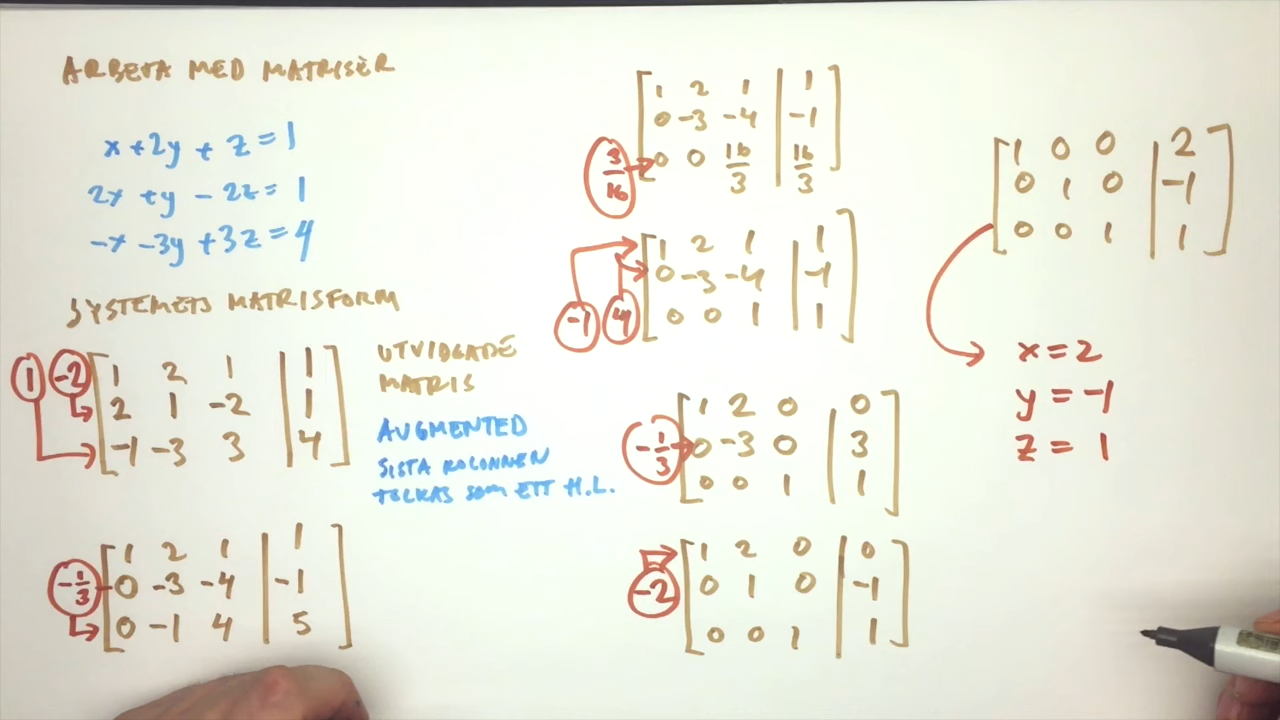 ARBETA MED MATRISER
x+2y + z = 1
2x +y - 2z = 1
-x -3y +3z = 4
SYSTEMETS MATRISFORM
1 -2 [1 2 1 | 1]
[2 1 -2 | 1]
[-1 -3 3 | 4]
UTVIDGADE
MATRIS
AUGMENTED
SISTA KOLONNEN
TOLKAS SOM ETT H.L.
-1/3 [1 2 1 | 1]
[0 -3 -4 | -1]
[0 -1 4 | 5]
[1 2 1 | 1]
[0 -3 -4 | -1]
3/16 [0 0 16/3 | 16/3]
[1 2 1 | 1]
[0 -3 -4 | -1]
-1 4 [0 0 1 | 1]
[1 2 0 | 0]
-1/3 [0 -3 0 | 3]
[0 0 1 | 1]
[1 2 0 | 0]
-2 [0 1 0 | -1]
[0 0 1 | 1]
[1 0 0 | 2]
[0 1 0 | -1]
[0 0 1 | 1]
x = 2
y = -1
z = 1